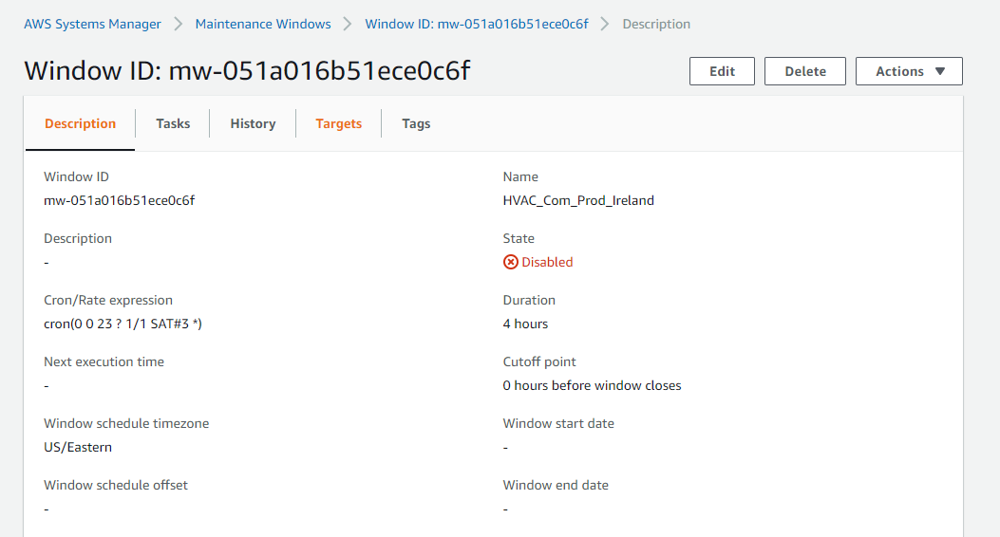 AWS Systems Manager > Maintenance Windows > Window ID: mw-051a016b51ece0c6f > Description
Window ID: mw-051a016b51ece0c6f
Edit
Delete
Actions ▼
Description
Tasks
History
Targets
Tags
Window ID
mw-051a016b51ece0c6f
Name
HVAC_Com_Prod_Ireland
Description
-
State
Disabled
Cron/Rate expression
cron(0 0 23 ? 1/1 SAT#3 *)
Duration
4 hours
Next execution time
-
Cutoff point
0 hours before window closes
Window schedule timezone
US/Eastern
Window start date
-
Window schedule offset
-
Window end date
-